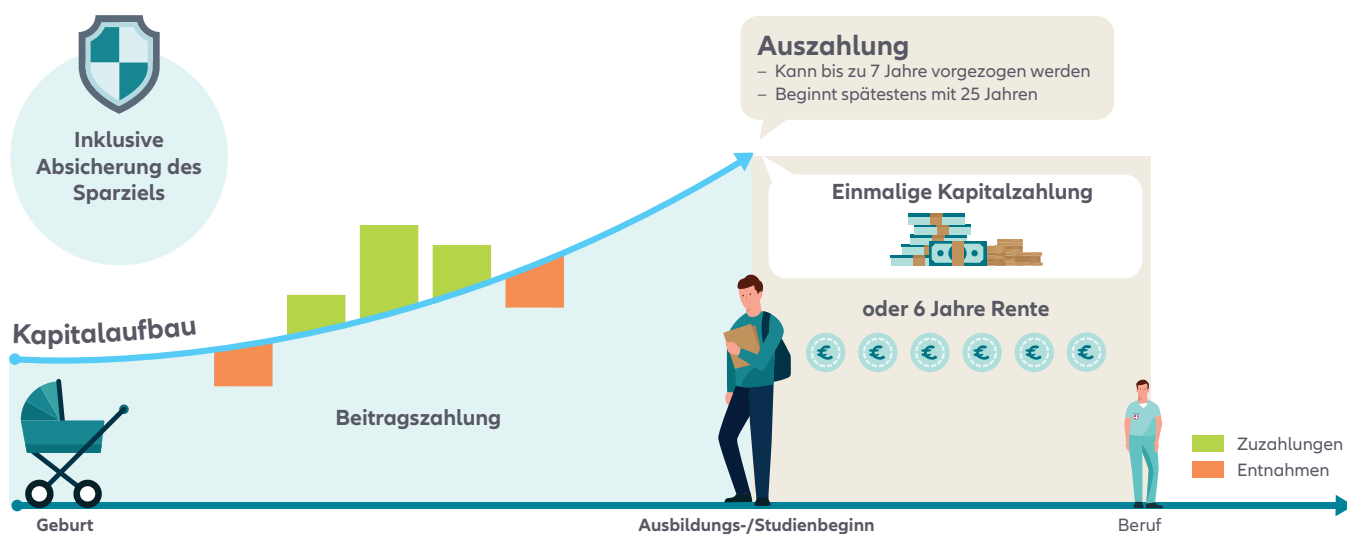 Inklusive
Absicherung des
Sparziels
Auszahlung
– Kann bis zu 7 Jahre vorgezogen werden
– Beginnt spätestens mit 25 Jahren
Einmalige Kapitalzahlung
oder 6 Jahre Rente
€ € € € € €
Kapitalaufbau
Beitragszahlung
Zuzahlungen
Entnahmen
Geburt
Ausbildungs-/Studienbeginn
Beruf